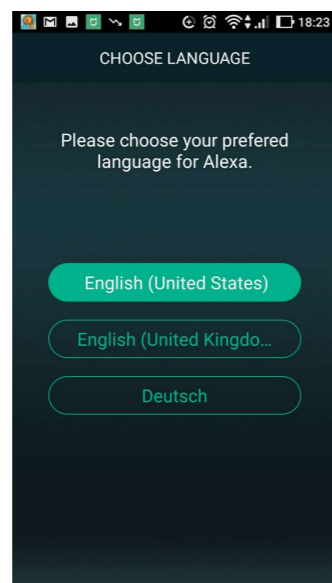 18:23
CHOOSE LANGUAGE
Please choose your prefered
language for Alexa.
English (United States)
English (United Kingdo...
Deutsch